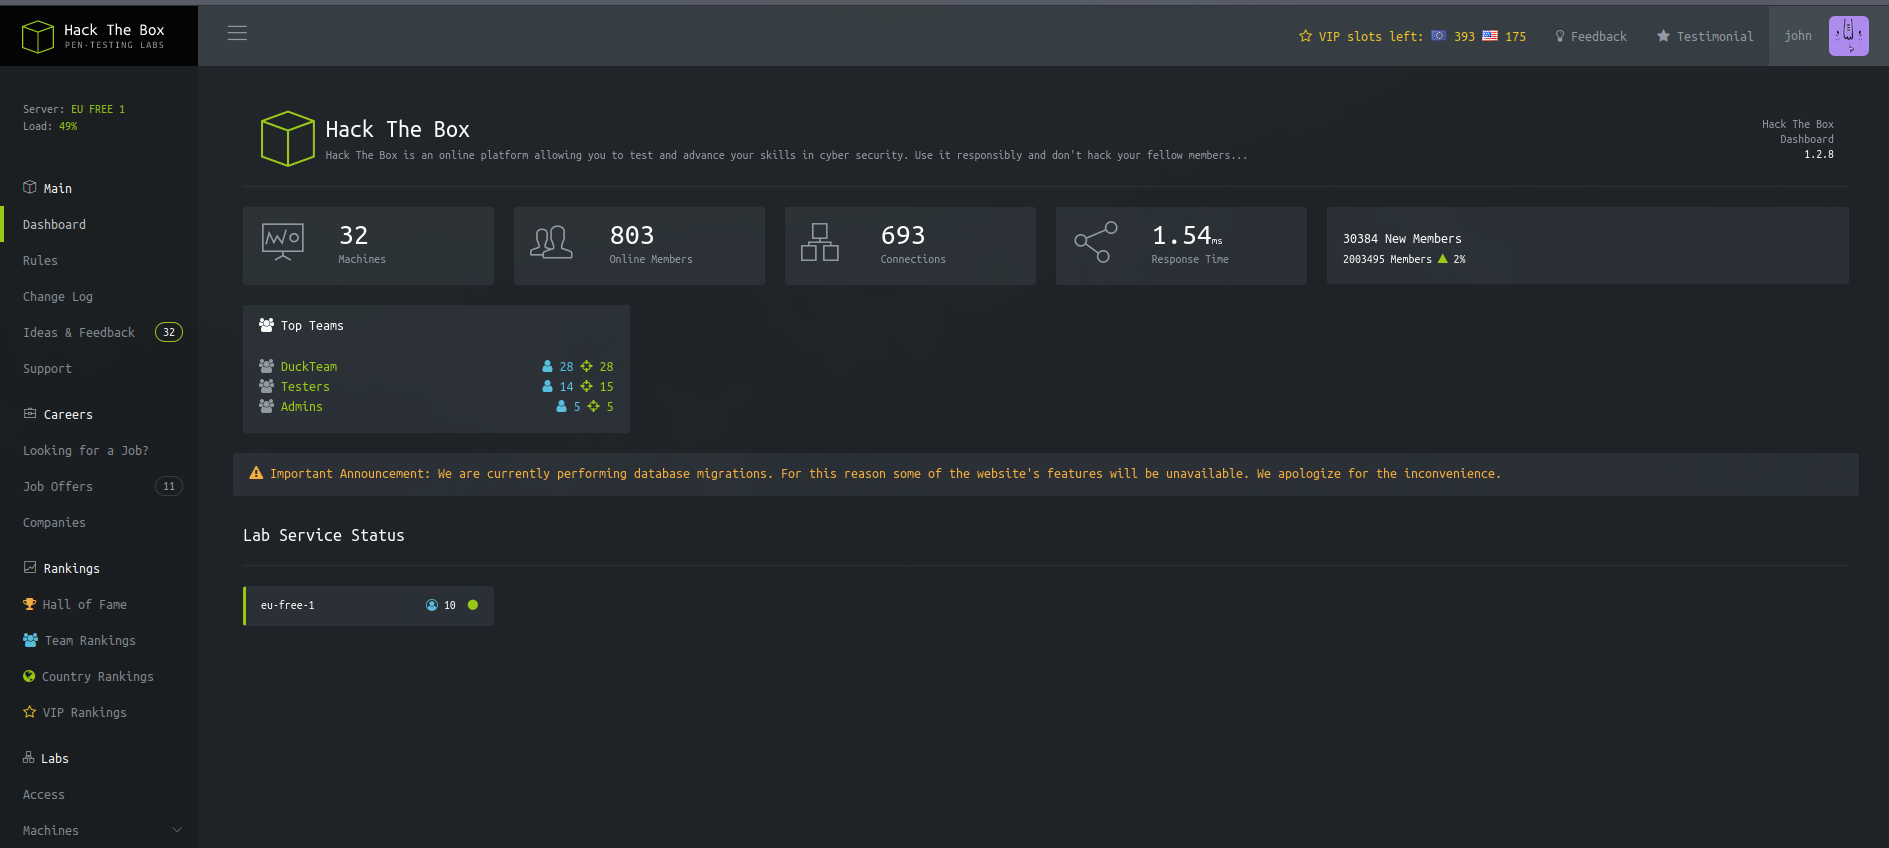 Hack The Box
PEN-TESTING LABS
VIP slots left: 393 175
Feedback
Testimonial
john
Server: EU FREE 1
Load: 49%
Main
Dashboard
Rules
Change Log
Ideas & Feedback 32
Support
Careers
Looking for a Job?
Job Offers 11
Companies
Rankings
Hall of Fame
Team Rankings
Country Rankings
VIP Rankings
Labs
Access
Machines
Hack The Box
Hack The Box is an online platform allowing you to test and advance your skills in cyber security. Use it responsibly and don't hack your fellow members...
Hack The Box
Dashboard
1.2.8
32
Machines
803
Online Members
693
Connections
1.54ms
Response Time
30384 New Members
2003495 Members 2%
Top Teams
DuckTeam 28 28
Testers 14 15
Admins 5 5
Important Announcement: We are currently performing database migrations. For this reason some of the website's features will be unavailable. We apologize for the inconvenience.
Lab Service Status
eu-free-1 10